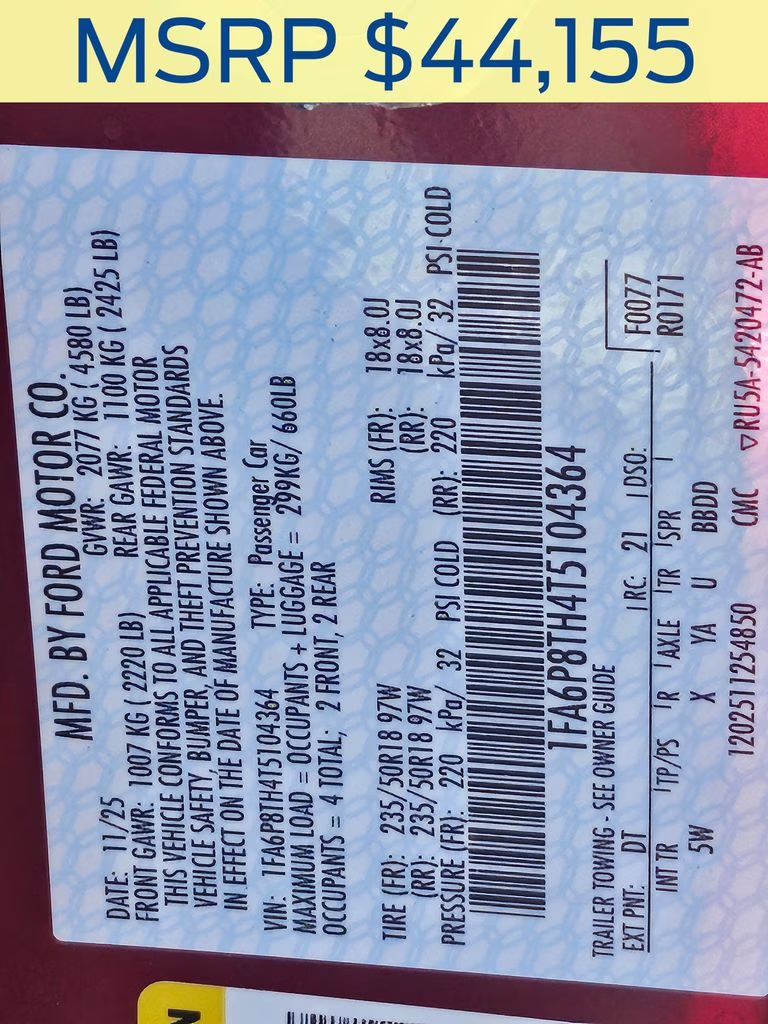 MSRP $44,155
MFD. BY FORD MOTOR CO.
DATE: 11/25 GVWR: 2077 KG ( 4580 LB)
FRONT GAWR: 1007 KG ( 2220 LB) REAR GAWR: 1100 KG ( 2425 LB)
THIS VEHICLE CONFORMS TO ALL APPLICABLE FEDERAL MOTOR
VEHICLE SAFETY, BUMPER, AND THEFT PREVENTION STANDARDS
IN EFFECT ON THE DATE OF MANUFACTURE SHOWN ABOVE.
VIN: 1FA6P8TH4T5104364 TYPE: Passenger Car
MAXIMUM LOAD = OCCUPANTS + LUGGAGE = 299KG/ 660LB
OCCUPANTS = 4 TOTAL; 2 FRONT, 2 REAR
TIRE (FR): 235/50R18 97W RIMS (FR): 18x8.0J
(RR): 235/50R18 97W (RR): 18x8.0J
PRESSURE (FR): 220 kPa/ 32 PSI COLD (RR): 220 kPa/ 32 PSI-COLD
1FA6P8TH4T5104364
TRAILER TOWING - SEE OWNER GUIDE
EXT PNT: DT RC: 21 DSO: F0077
R0171
INT TR TP/PS R AXLE TR SPR
5W X YA U BBDD
1202511254850 CMC ▽RU5A-5420472-AB
N